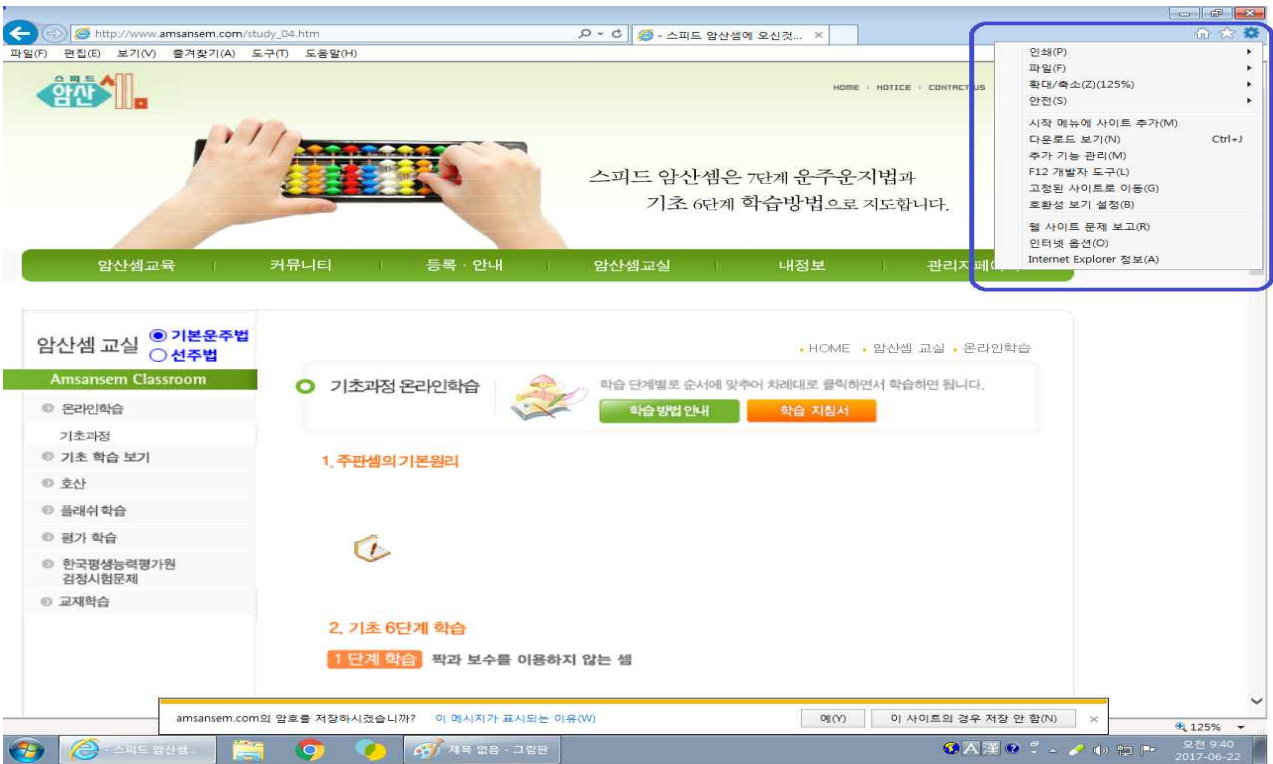 http://www.amsansem.com/study_04.htm
- 스피드 암산셈에 오신것...
파일(F) 편집(E) 보기(V) 즐겨찾기(A) 도구(T) 도움말(H)
인쇄(P)
파일(F)
확대/축소(Z)(125%)
안전(S)
시작 메뉴에 사이트 추가(M)
다운로드 보기(N) Ctrl+J
추가 기능 관리(M)
F12 개발자 도구(L)
고정된 사이트로 이동(G)
호환성 보기 설정(B)
웹 사이트 문제 보고(R)
인터넷 옵션(O)
Internet Explorer 정보(A)
스피드
암산셈
HOME NOTICE CONTACT US
스피드 암산셈은 7단계 운주운지법과
기초 6단계 학습방법으로 지도합니다.
암산셈교육 커뮤니티 등록 · 안내 암산셈교실 내정보 관리자페이지
암산셈 교실 기본운주법
선주법
Amsansem Classroom
온라인학습
기초과정
기초 학습 보기
호산
플래쉬학습
평가 학습
한국평생능력평가원
검정시험문제
교재학습
HOME 암산셈 교실 온라인학습
기초과정 온라인학습
학습 단계별로 순서에 맞추어 차례대로 클릭하면서 학습하면 됩니다.
학습 방법 안내 학습 지침서
1. 주판셈의 기본원리
2. 기초 6단계 학습
1 단계 학습 짝과 보수를 이용하지 않는 셈
amsansem.com의 암호를 저장하시겠습니까? 이 메시지가 표시되는 이유(W) 예(Y) 이 사이트의 경우 저장 안 함(N)
125%
- 스피드 암산셈...
제목 없음 - 그림판
A 漢
오전 9:40
2017-06-22